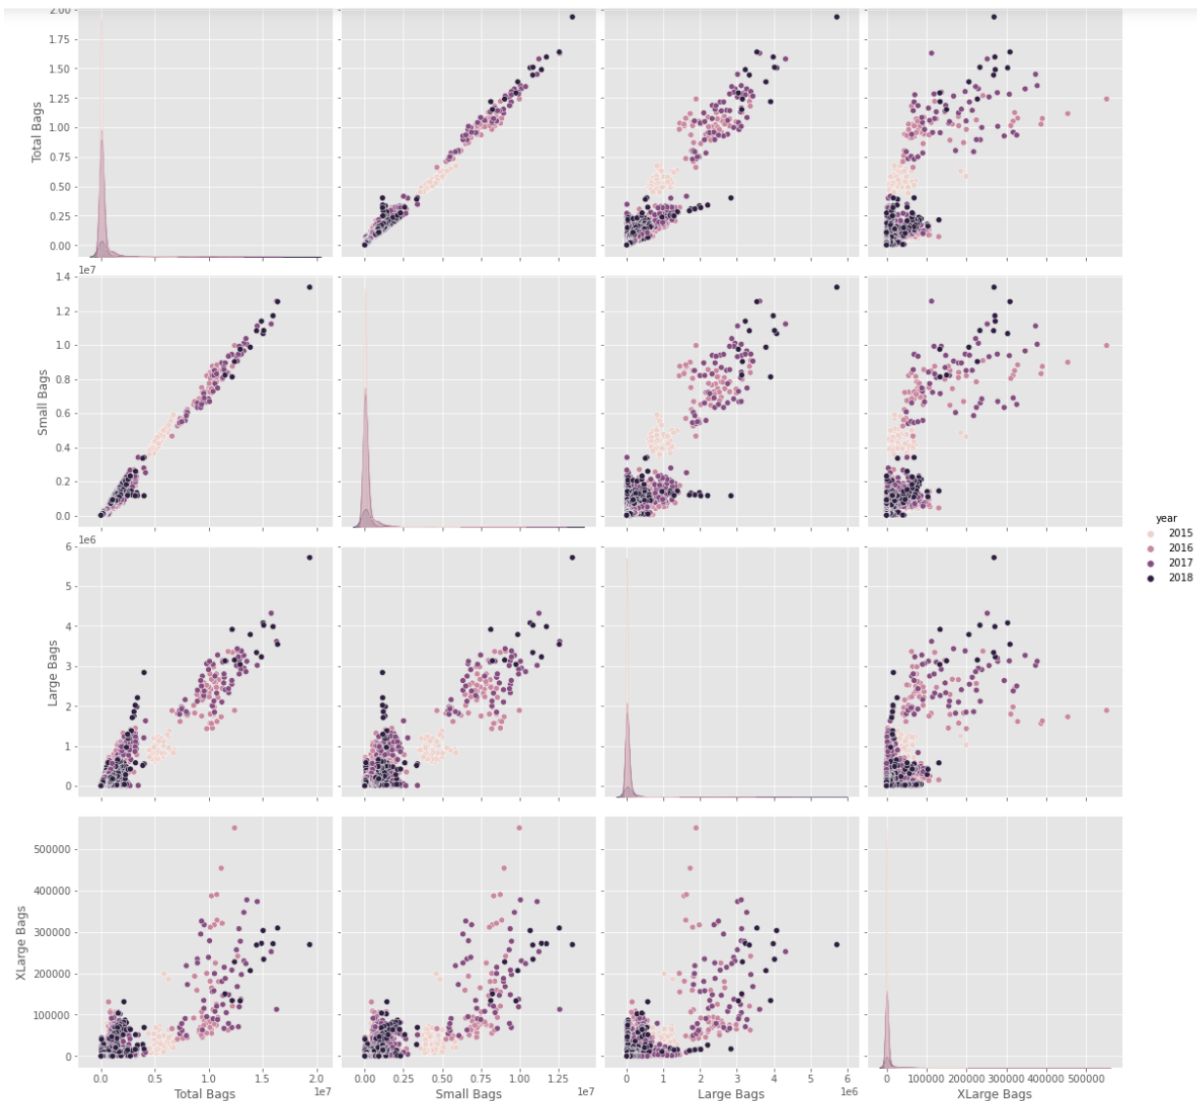 2.00
1.75
1.50
1.25
1.00
0.75
0.50
0.25
0.00
Total Bags
1e7
1.4
1.2
1.0
0.8
0.6
0.4
0.2
0.0
Small Bags
year
2015
2016
2017
2018
1e6
6
5
4
3
2
1
0
Large Bags
500000
400000
300000
200000
100000
0
XLarge Bags
0.0 0.5 1.0 1.5 2.0
1e7
Total Bags
0.00 0.25 0.50 0.75 1.00 1.25
1e7
Small Bags
0 1 2 3 4 5 6
1e6
Large Bags
0 100000 200000 300000 400000 500000
XLarge Bags